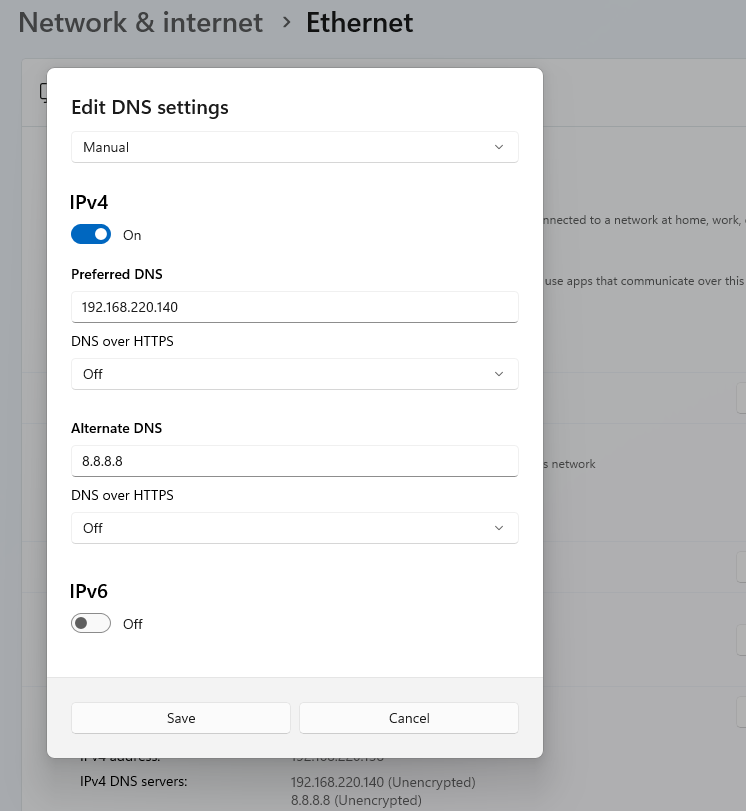 Network & internet > Ethernet
Edit DNS settings
Manual
IPv4
On
nnected to a network at home, work,
Preferred DNS
use apps that communicate over this
192.168.220.140
DNS over HTTPS
Off
Alternate DNS
8.8.8.8
s network
DNS over HTTPS
Off
IPv6
Off
Save
Cancel
IPv4 address:
IPv4 DNS servers:
192.168.220.140 (Unencrypted)
8.8.8.8 (Unencrypted)